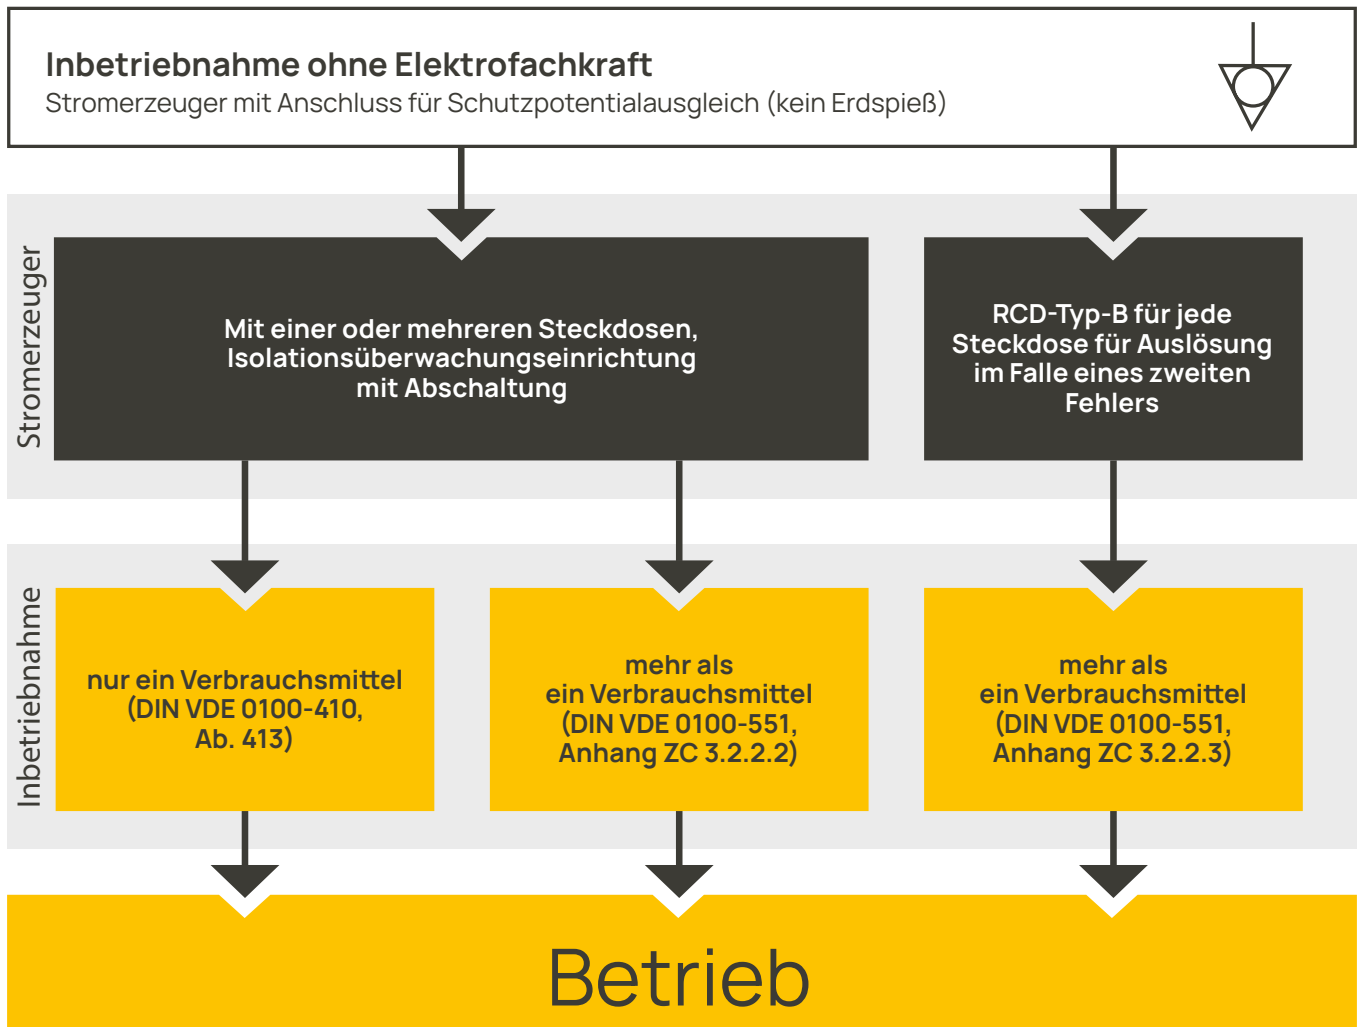 Inbetriebnahme ohne Elektrofachkraft
Stromerzeuger mit Anschluss für Schutzpotentialausgleich (kein Erdspieß)
Stromerzeuger
Mit einer oder mehreren Steckdosen,
Isolationsüberwachungseinrichtung
mit Abschaltung
RCD-Typ-B für jede
Steckdose für Auslösung
im Falle eines zweiten
Fehlers
Inbetriebnahme
nur ein Verbrauchsmittel
(DIN VDE 0100-410,
Ab. 413)
mehr als
ein Verbrauchsmittel
(DIN VDE 0100-551,
Anhang ZC 3.2.2.2)
mehr als
ein Verbrauchsmittel
(DIN VDE 0100-551,
Anhang ZC 3.2.2.3)
Betrieb